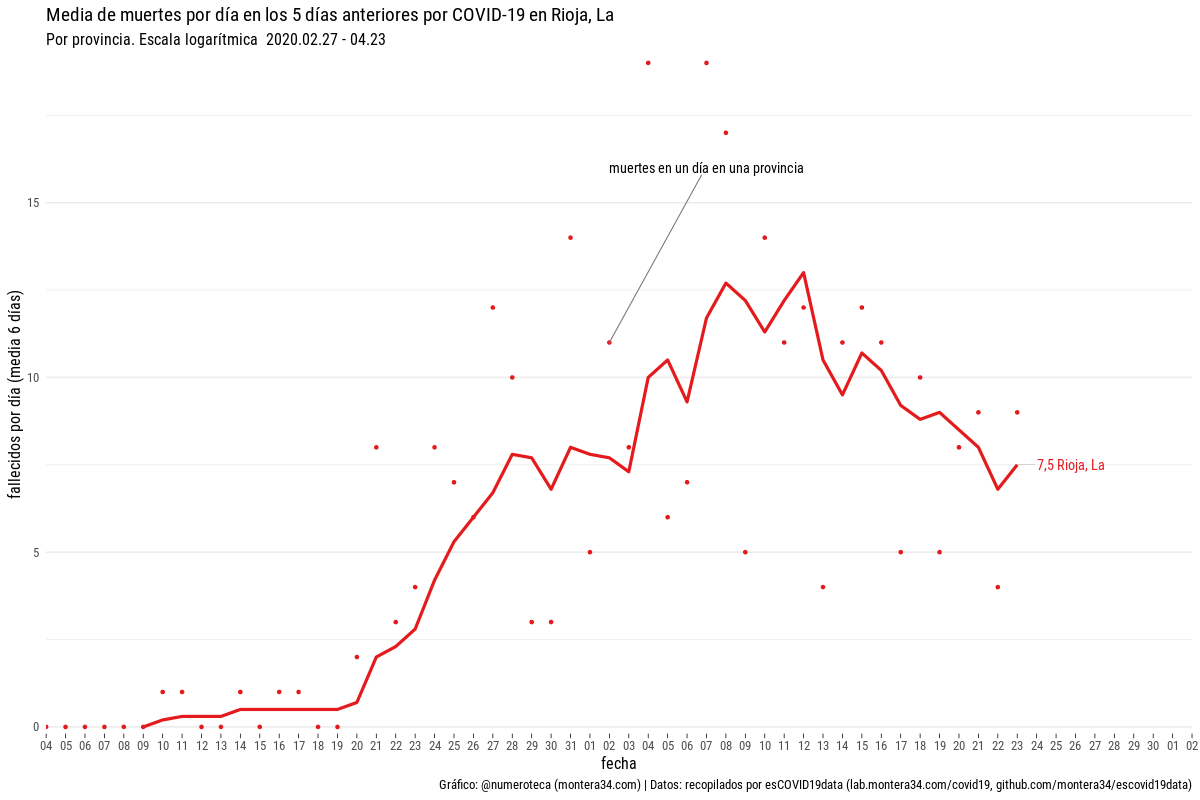 Media de muertes por día en los 5 días anteriores por COVID-19 en Rioja, La
Por provincia. Escala logarítmica  2020.02.27 - 04.23
muertes en un día en una provincia
15
10
5
0
fallecidos por día (media 6 días)
7,5 Rioja, La
04 05 06 07 08 09 10 11 12 13 14 15 16 17 18 19 20 21 22 23 24 25 26 27 28 29 30 31 01 02 03 04 05 06 07 08 09 10 11 12 13 14 15 16 17 18 19 20 21 22 23 24 25 26 27 28 29 30 01 02
fecha
Gráfico: @numeroteca (montera34.com) | Datos: recopilados por esCOVID19data (lab.montera34.com/covid19, github.com/montera34/escovid19data)